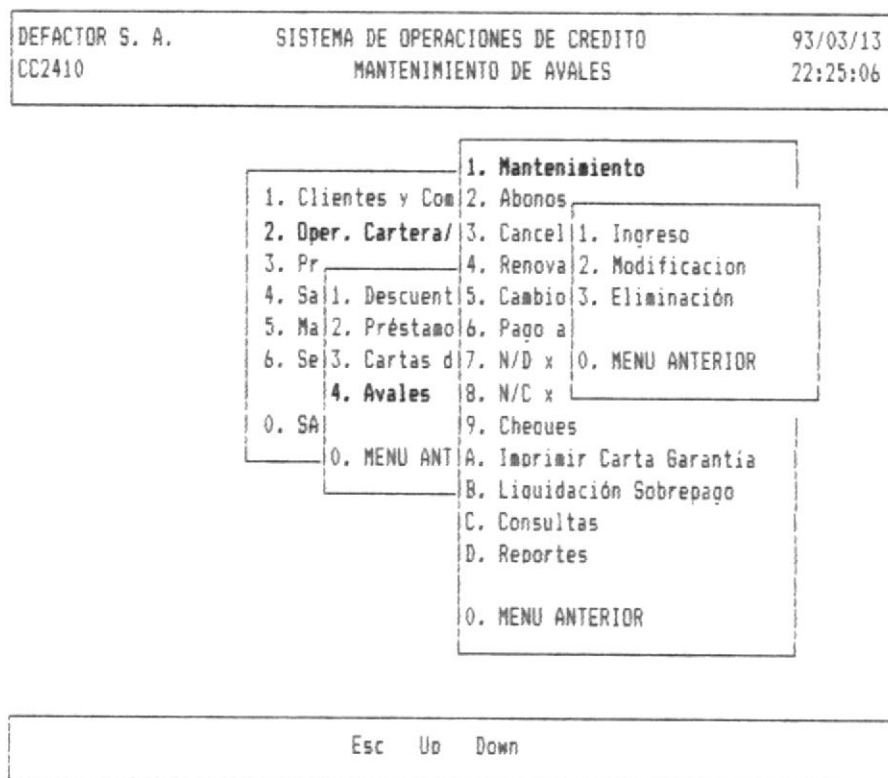 DEFACTOR S. A. SISTEMA DE OPERACIONES DE CREDITO 93/03/13
CC2410 MANTENIMIENTO DE AVALES 22:25:06
1. Mantenimiento
1. Clientes y Com 2. Abonos
2. Oper. Cartera/ 3. Cancel 1. Ingreso
3. Pr 4. Renova 2. Modificacion
4. Sa 1. Descuent 5. Cambio 3. Eliminación
5. Ma 2. Préstamo 6. Pago a
6. Se 3. Cartas d 7. N/D x 0. MENU ANTERIOR
4. Avales 8. N/C x
0. SA 9. Cheques
0. MENU ANT A. Imprimir Carta Garantía
B. Liquidación Sobrepago
C. Consultas
D. Reportes
0. MENU ANTERIOR
Esc Up Down